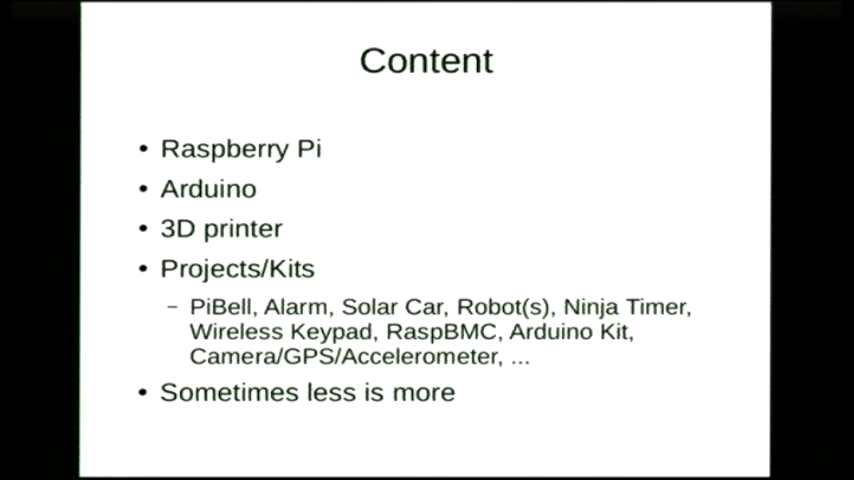 Content
• Raspberry Pi
• Arduino
• 3D printer
• Projects/Kits
– PiBell, Alarm, Solar Car, Robot(s), Ninja Timer,
Wireless Keypad, RaspBMC, Arduino Kit,
Camera/GPS/Accelerometer, ...
• Sometimes less is more